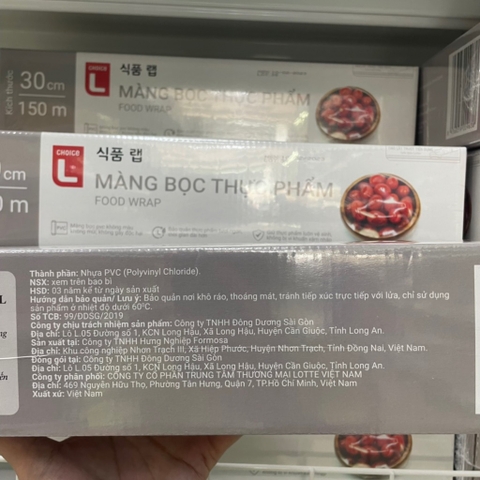 Kích thước
30cm
150 m
CHOICE
L
식품 랩
MÀNG BỌC THỰC PHẨM
FOOD WRAP
cm
0 m
CHOICE
L
식품 랩
MÀNG BỌC THỰC PHẨM
FOOD WRAP
PVC
Thành phần: Nhựa PVC (Polyvinyl Chloride).
NSX: xem trên bao bì
HSD: 03 năm kể từ ngày sản xuất
Hướng dẫn bảo quản/ Lưu ý: Bảo quản nơi khô ráo, thoáng mát, tránh tiếp xúc trực tiếp với lửa, chỉ sử dụng
sản phẩm ở nhiệt độ dưới 60°C.
Số TCB: 99/DDSG/2019
Công ty chịu trách nhiệm sản phẩm: Công ty TNHH Đông Dương Sài Gòn
Địa chỉ: Lô L.05 Đường số 1, KCN Long Hậu, Xã Long Hậu, Huyện Cần Giuộc, Tỉnh Long An.
Sản xuất tại: Công ty TNHH Hưng Nghiệp Formosa
Địa chỉ: Khu công nghiệp Nhơn Trạch III, Xã Hiệp Phước, Huyện Nhơn Trạch, Tỉnh Đồng Nai, Việt Nam.
Đóng gói tại: Công ty TNHH Đông Dương Sài Gòn
Địa chỉ: Lô L.05 Đường số 1, KCN Long Hậu, Xã Long Hậu, Huyện Cần Giuộc, Tỉnh Long An.
Công ty phân phối: CÔNG TY CỔ PHẦN TRUNG TÂM THƯƠNG MẠI LOTTE VIỆT NAM
Địa chỉ: 469 Nguyễn Hữu Thọ, Phường Tân Hưng, Quận 7, TP.Hồ Chí Minh, Việt Nam
Xuất xứ: Việt Nam